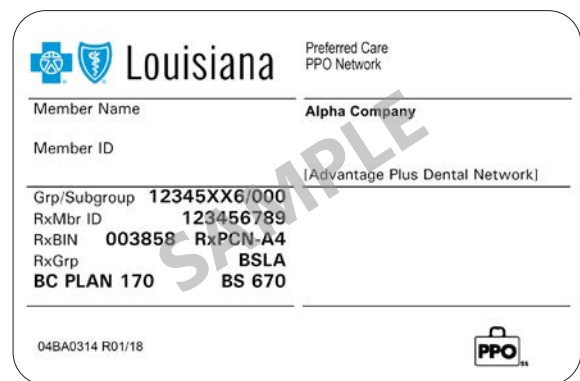 Louisiana
Preferred Care
PPO Network
Member Name
Member ID
Alpha Company
[Advantage Plus Dental Network]
Grp/Subgroup 12345XX6/000
RxMbr ID 123456789
RxBIN 003858 RxPCN-A4
RxGrp BSLA
BC PLAN 170 BS 670
SAMPLE
04BA0314 R01/18
PPO